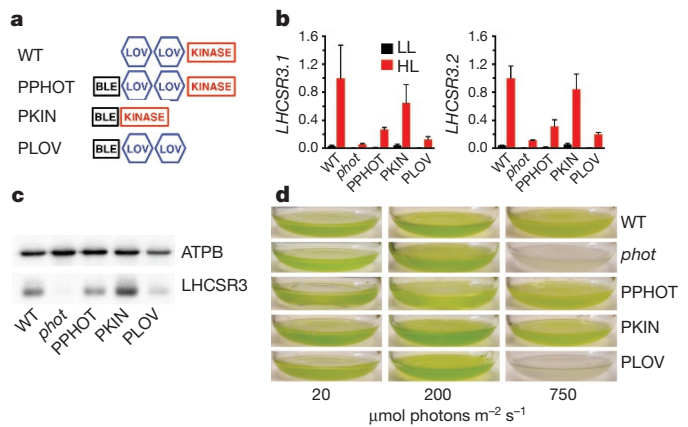 a
WT LOV LOV KINASE
PPHOT BLE LOV LOV KINASE
PKIN BLE KINASE
PLOV BLE LOV LOV
b
LHCSR3.1
1.6
1.2
0.8
0.4
0.0
WT phot PPHOT PKIN PLOV
LL
HL
LHCSR3.2
1.6
1.2
0.8
0.4
0.0
WT phot PPHOT PKIN PLOV
c
ATPB
LHCSR3
WT phot PPHOT PKIN PLOV
d
WT
phot
PPHOT
PKIN
PLOV
20 200 750
μmol photons m⁻² s⁻¹